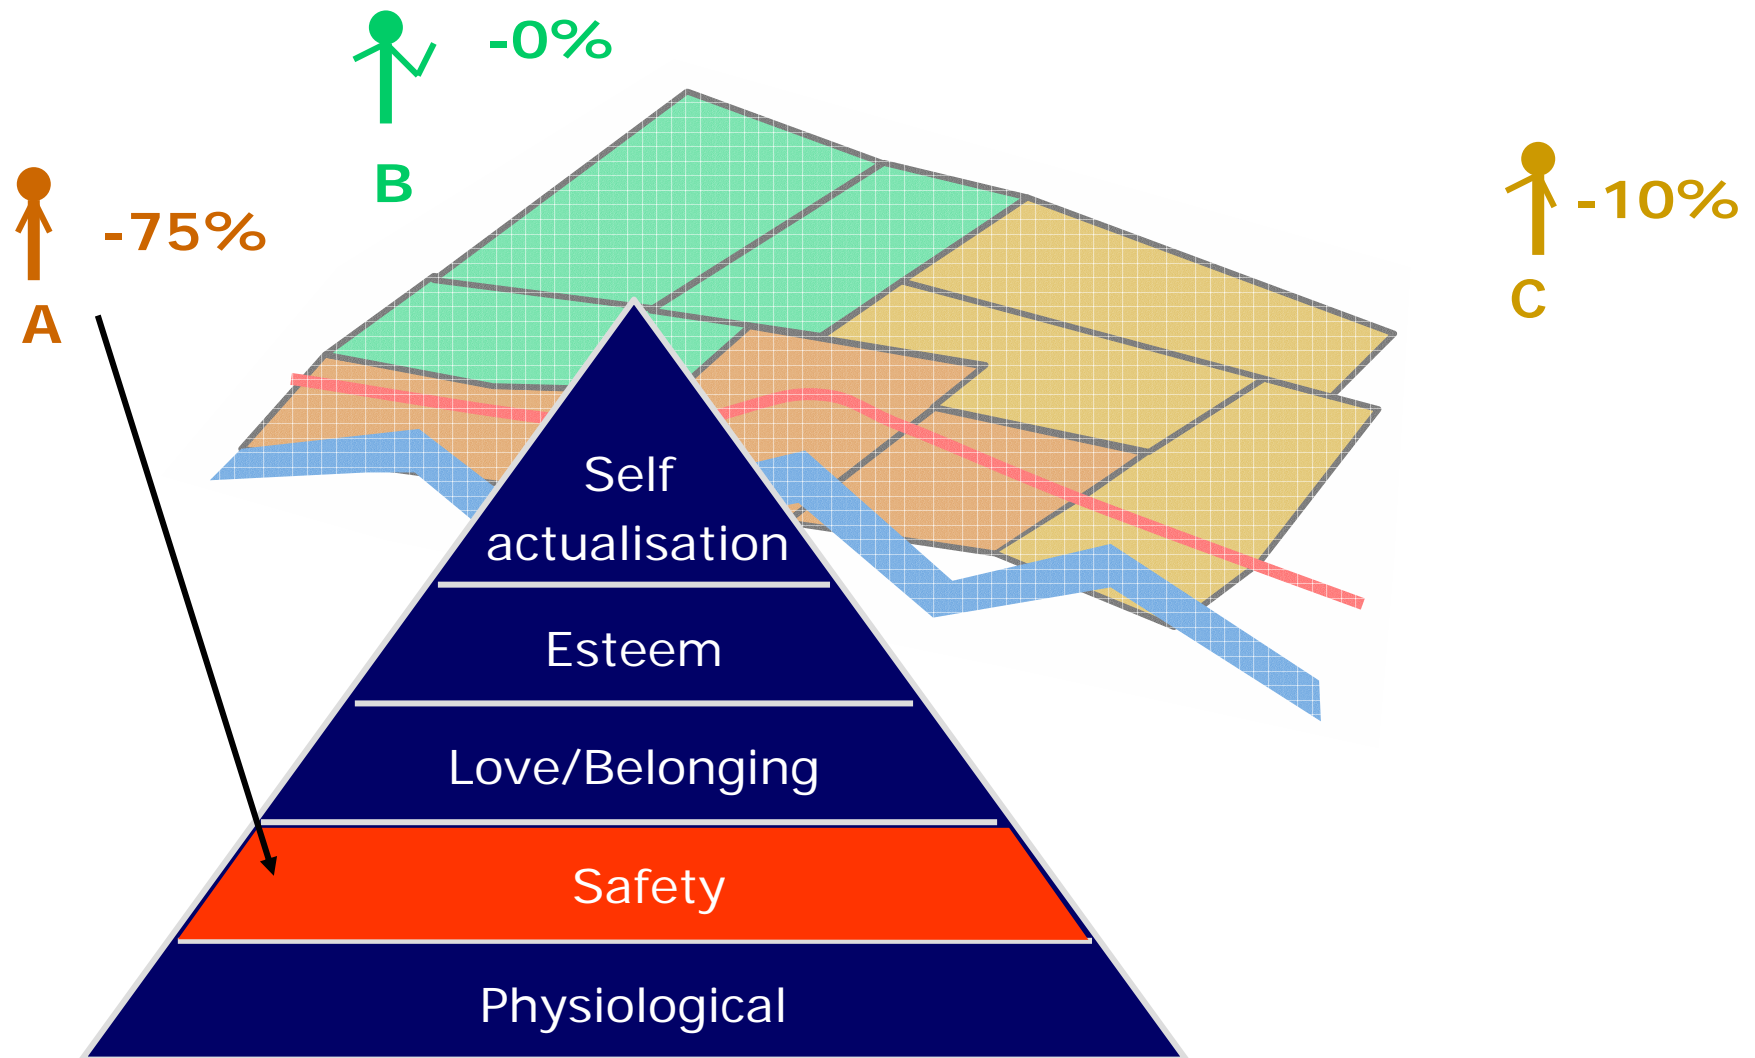 -0%
B
-75%
A
-10%
C
Self
actualisation
Esteem
Love/Belonging
Safety
Physiological